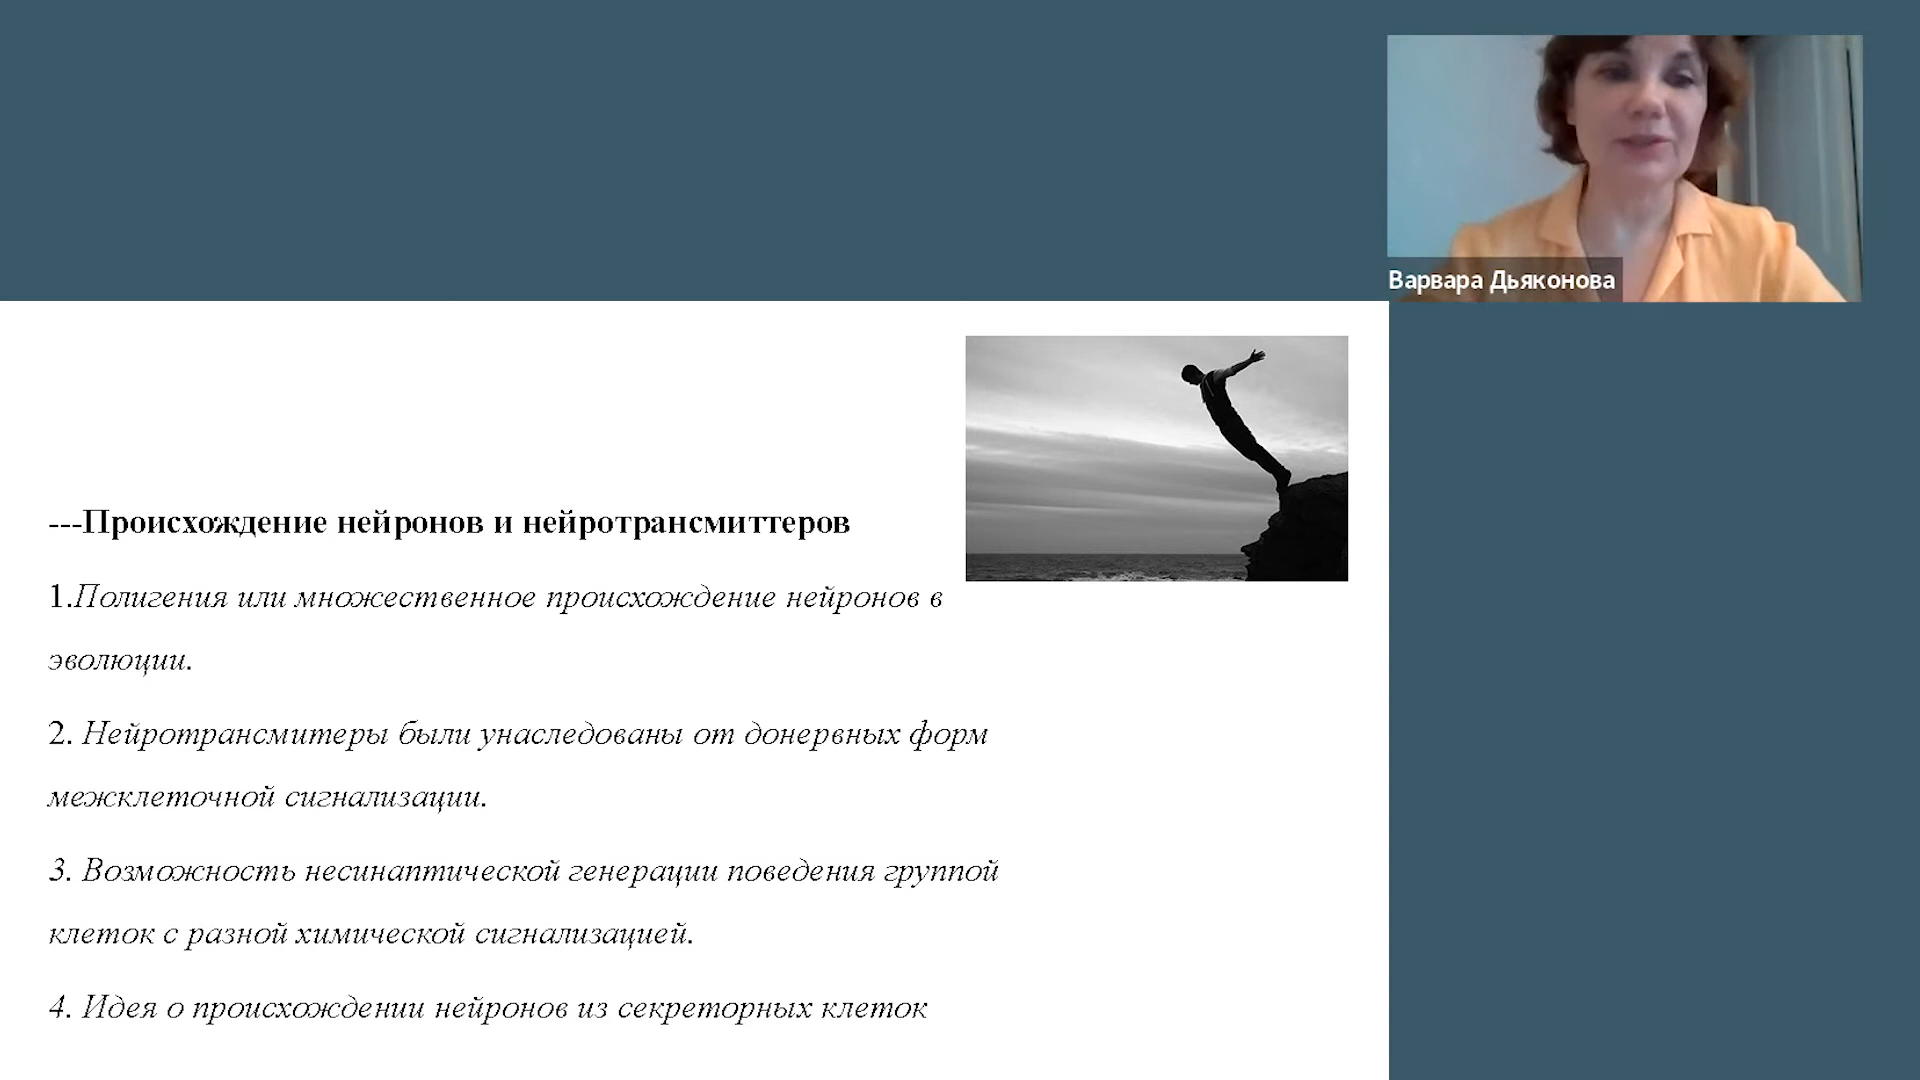 Варвара Дьяконова
---Происхождение нейронов и нейротрансмиттеров
1.Полигения или множественное происхождение нейронов в
эволюции.
2. Нейротрансмитеры были унаследованы от донервных форм
межклеточной сигнализации.
3. Возможность несинаптической генерации поведения группой
клеток с разной химической сигнализацией.
4. Идея о происхождении нейронов из секреторных клеток